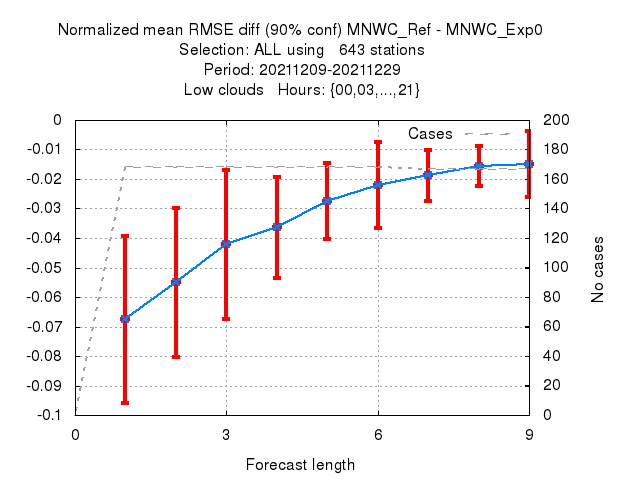 Normalized mean RMSE diff (90% conf) MNWC_Ref - MNWC_Exp0
Selection: ALL using 643 stations
Period: 20211209-20211229
Low clouds Hours: {00,03,...,21}
Cases
0
-0.01
-0.02
-0.03
-0.04
-0.05
-0.06
-0.07
-0.08
-0.09
-0.1
200
180
160
140
120
100
80
60
40
20
0
No cases
0 3 6 9
Forecast length